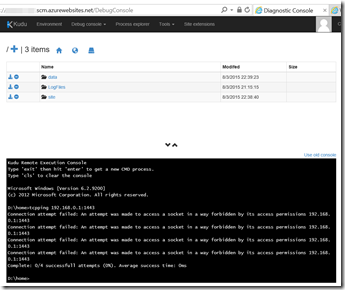 scm.azurewebsites.net/DebugConsole
Diagnostic Console
Kudu Environment Debug console Process explorer Tools Site extensions
/ + | 3 items
Name Modified Size
data 8/3/2015 22:39:23
LogFiles 8/3/2015 21:15:15
site 8/3/2015 22:38:40
Use old console
Kudu Remote Execution Console
Type 'exit' then hit 'enter' to get a new CMD process.
Type 'cls' to clear the console
Microsoft Windows [Version 6.2.9200]
(c) 2012 Microsoft Corporation. All rights reserved.
D:\home>tcpping 192.168.0.1:1443
Connection attempt failed: An attempt was made to access a socket in a way forbidden by its access permissions 192.168.
0.1:1443
Connection attempt failed: An attempt was made to access a socket in a way forbidden by its access permissions 192.168.
0.1:1443
Connection attempt failed: An attempt was made to access a socket in a way forbidden by its access permissions 192.168.
0.1:1443
Connection attempt failed: An attempt was made to access a socket in a way forbidden by its access permissions 192.168.
0.1:1443
Complete: 0/4 successful attempts (0%). Average success time: 0ms
D:\home>